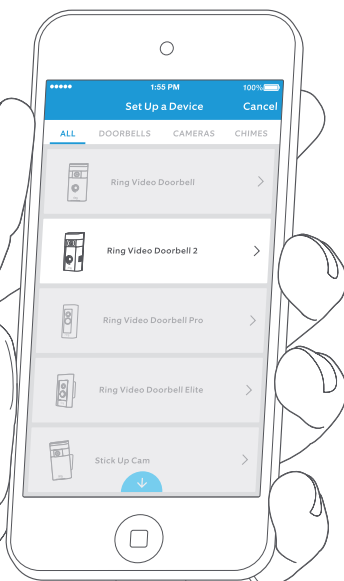 1:55 PM 100%
Set Up a Device Cancel
ALL DOORBELLS CAMERAS CHIMES
Ring Video Doorbell
Ring Video Doorbell 2
Ring Video Doorbell Pro
Ring Video Doorbell Elite
Stick Up Cam